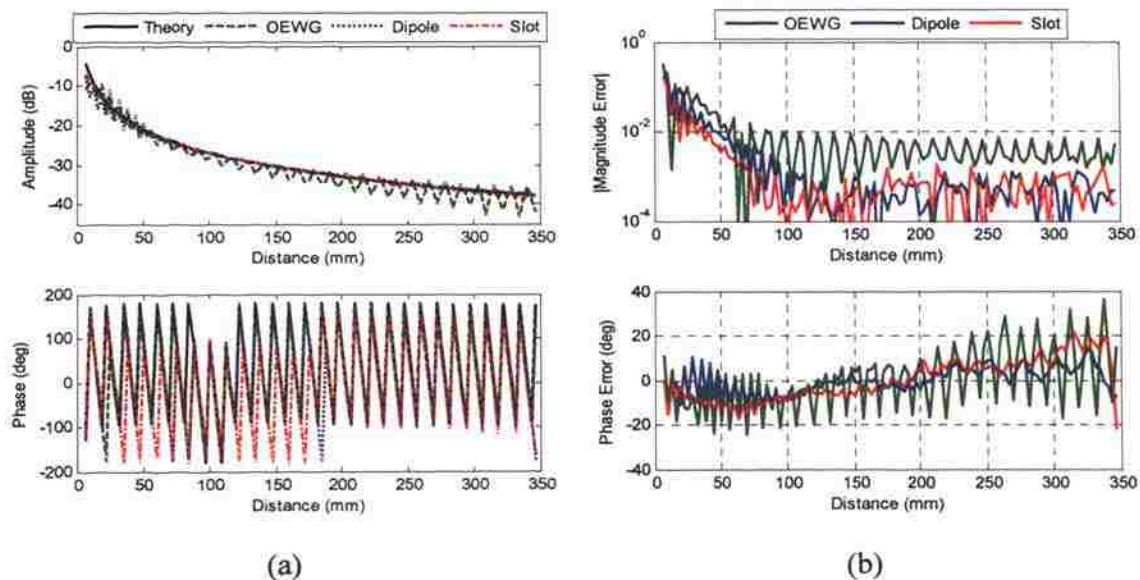 Theory OEWG Dipole Slot
0
-10
-20
-30
-40
Amplitude (dB)
0 50 100 150 200 250 300 350
Distance (mm)
200
100
0
-100
-200
Phase (deg)
0 50 100 150 200 250 300 350
Distance (mm)
(a)
OEWG Dipole Slot
10^0
10^-2
10^-4
|Magnitude Error|
0 50 100 150 200 250 300 350
Distance (mm)
40
20
0
-20
-40
Phase Error (deg)
0 50 100 150 200 250 300 350
Distance (mm)
(b)